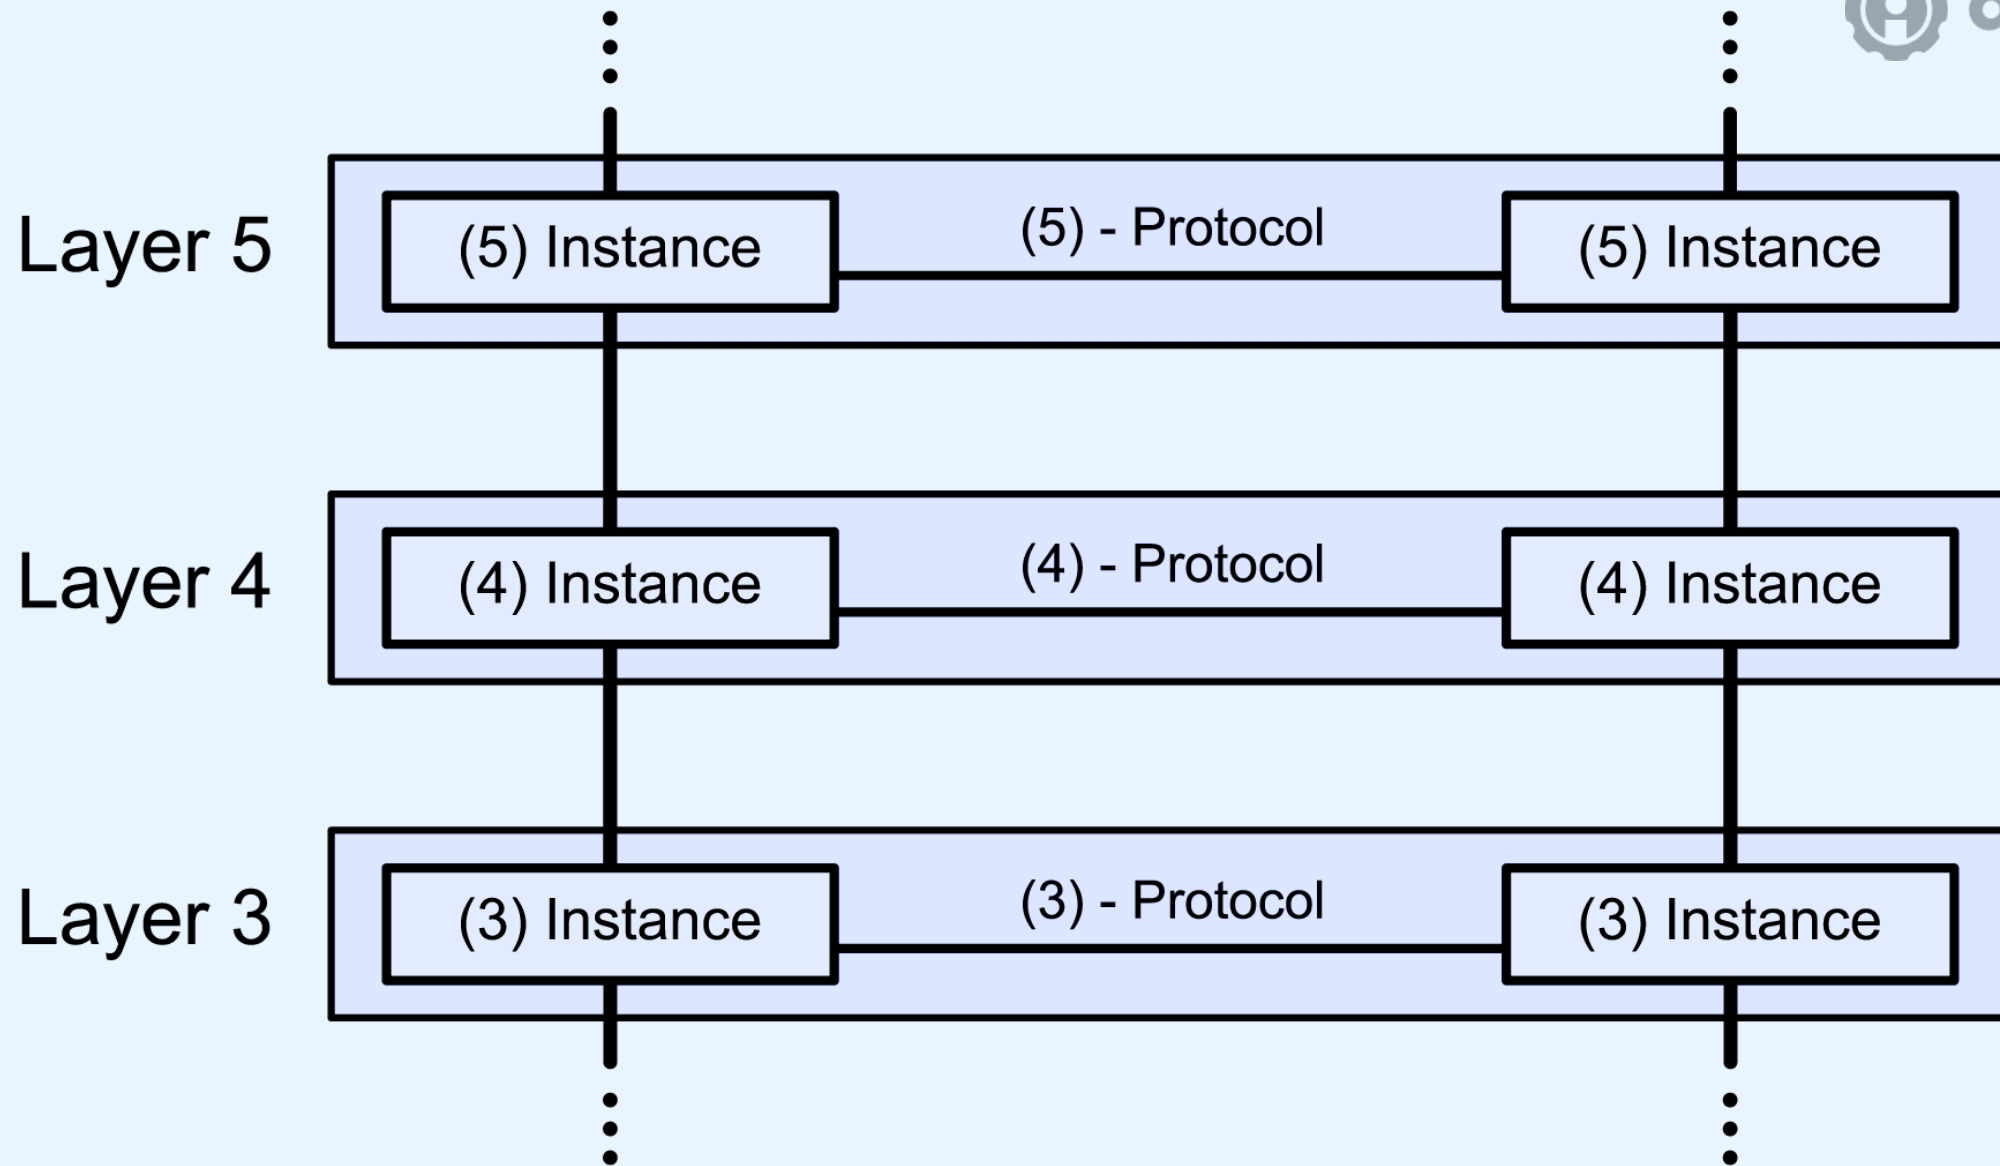 Layer 5
(5) Instance
(5) - Protocol
(5) Instance
Layer 4
(4) Instance
(4) - Protocol
(4) Instance
Layer 3
(3) Instance
(3) - Protocol
(3) Instance